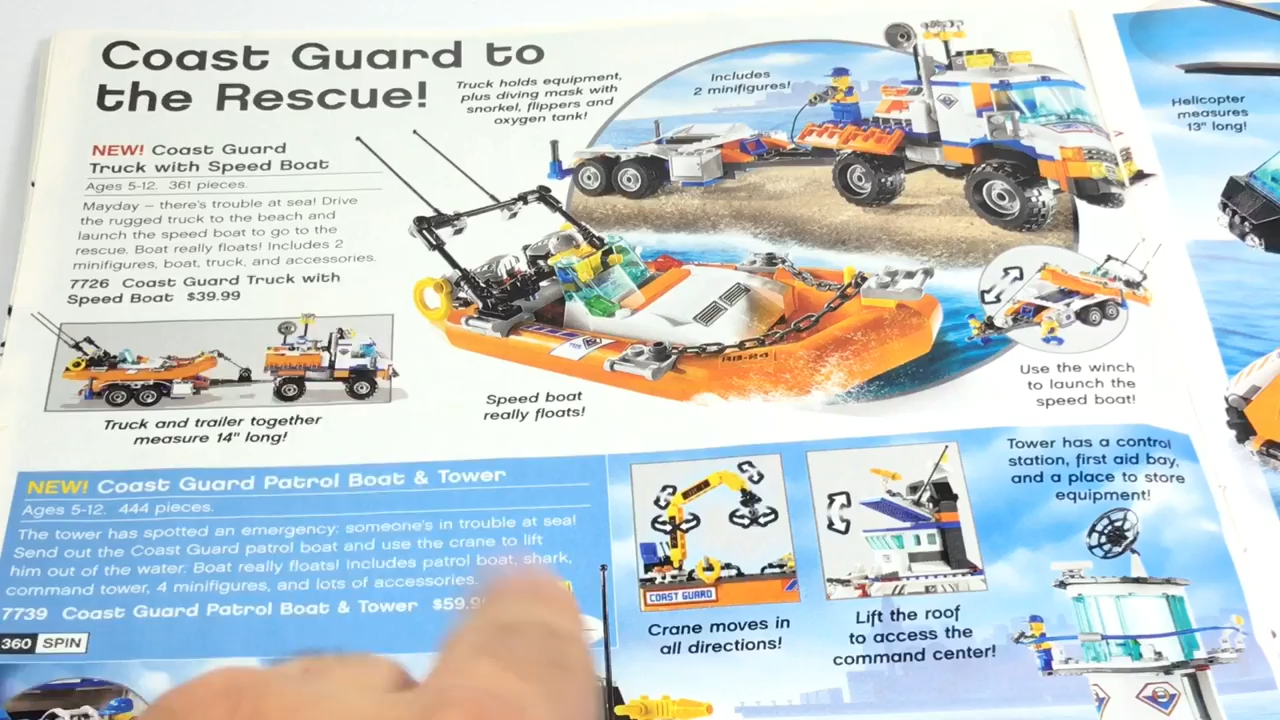 Coast Guard to
the Rescue!
Truck holds equipment,
plus diving mask with
snorkel, flippers and
oxygen tank!
Includes
2 minifigures!
Helicopter
measures
13" long!
NEW! Coast Guard
Truck with Speed Boat
Ages 5-12. 361 pieces.
Mayday – there's trouble at sea! Drive
the rugged truck to the beach and
launch the speed boat to go to the
rescue. Boat really floats! Includes 2
minifigures, boat, truck, and accessories.
7726 Coast Guard Truck with
Speed Boat $39.99
Truck and trailer together
measure 14" long!
RB-24
Speed boat
really floats!
Use the winch
to launch the
speed boat!
NEW! Coast Guard Patrol Boat & Tower
Ages 5-12. 444 pieces.
The tower has spotted an emergency: someone's in trouble at sea!
Send out the Coast Guard patrol boat and use the crane to lift
him out of the water. Boat really floats! Includes patrol boat, shark,
command tower, 4 minifigures, and lots of accessories.
7739 Coast Guard Patrol Boat & Tower
360 SPIN
COAST GUARD
Crane moves in
all directions!
Lift the roof
to access the
command center!
Tower has a control
station, first aid bay,
and a place to store
equipment!